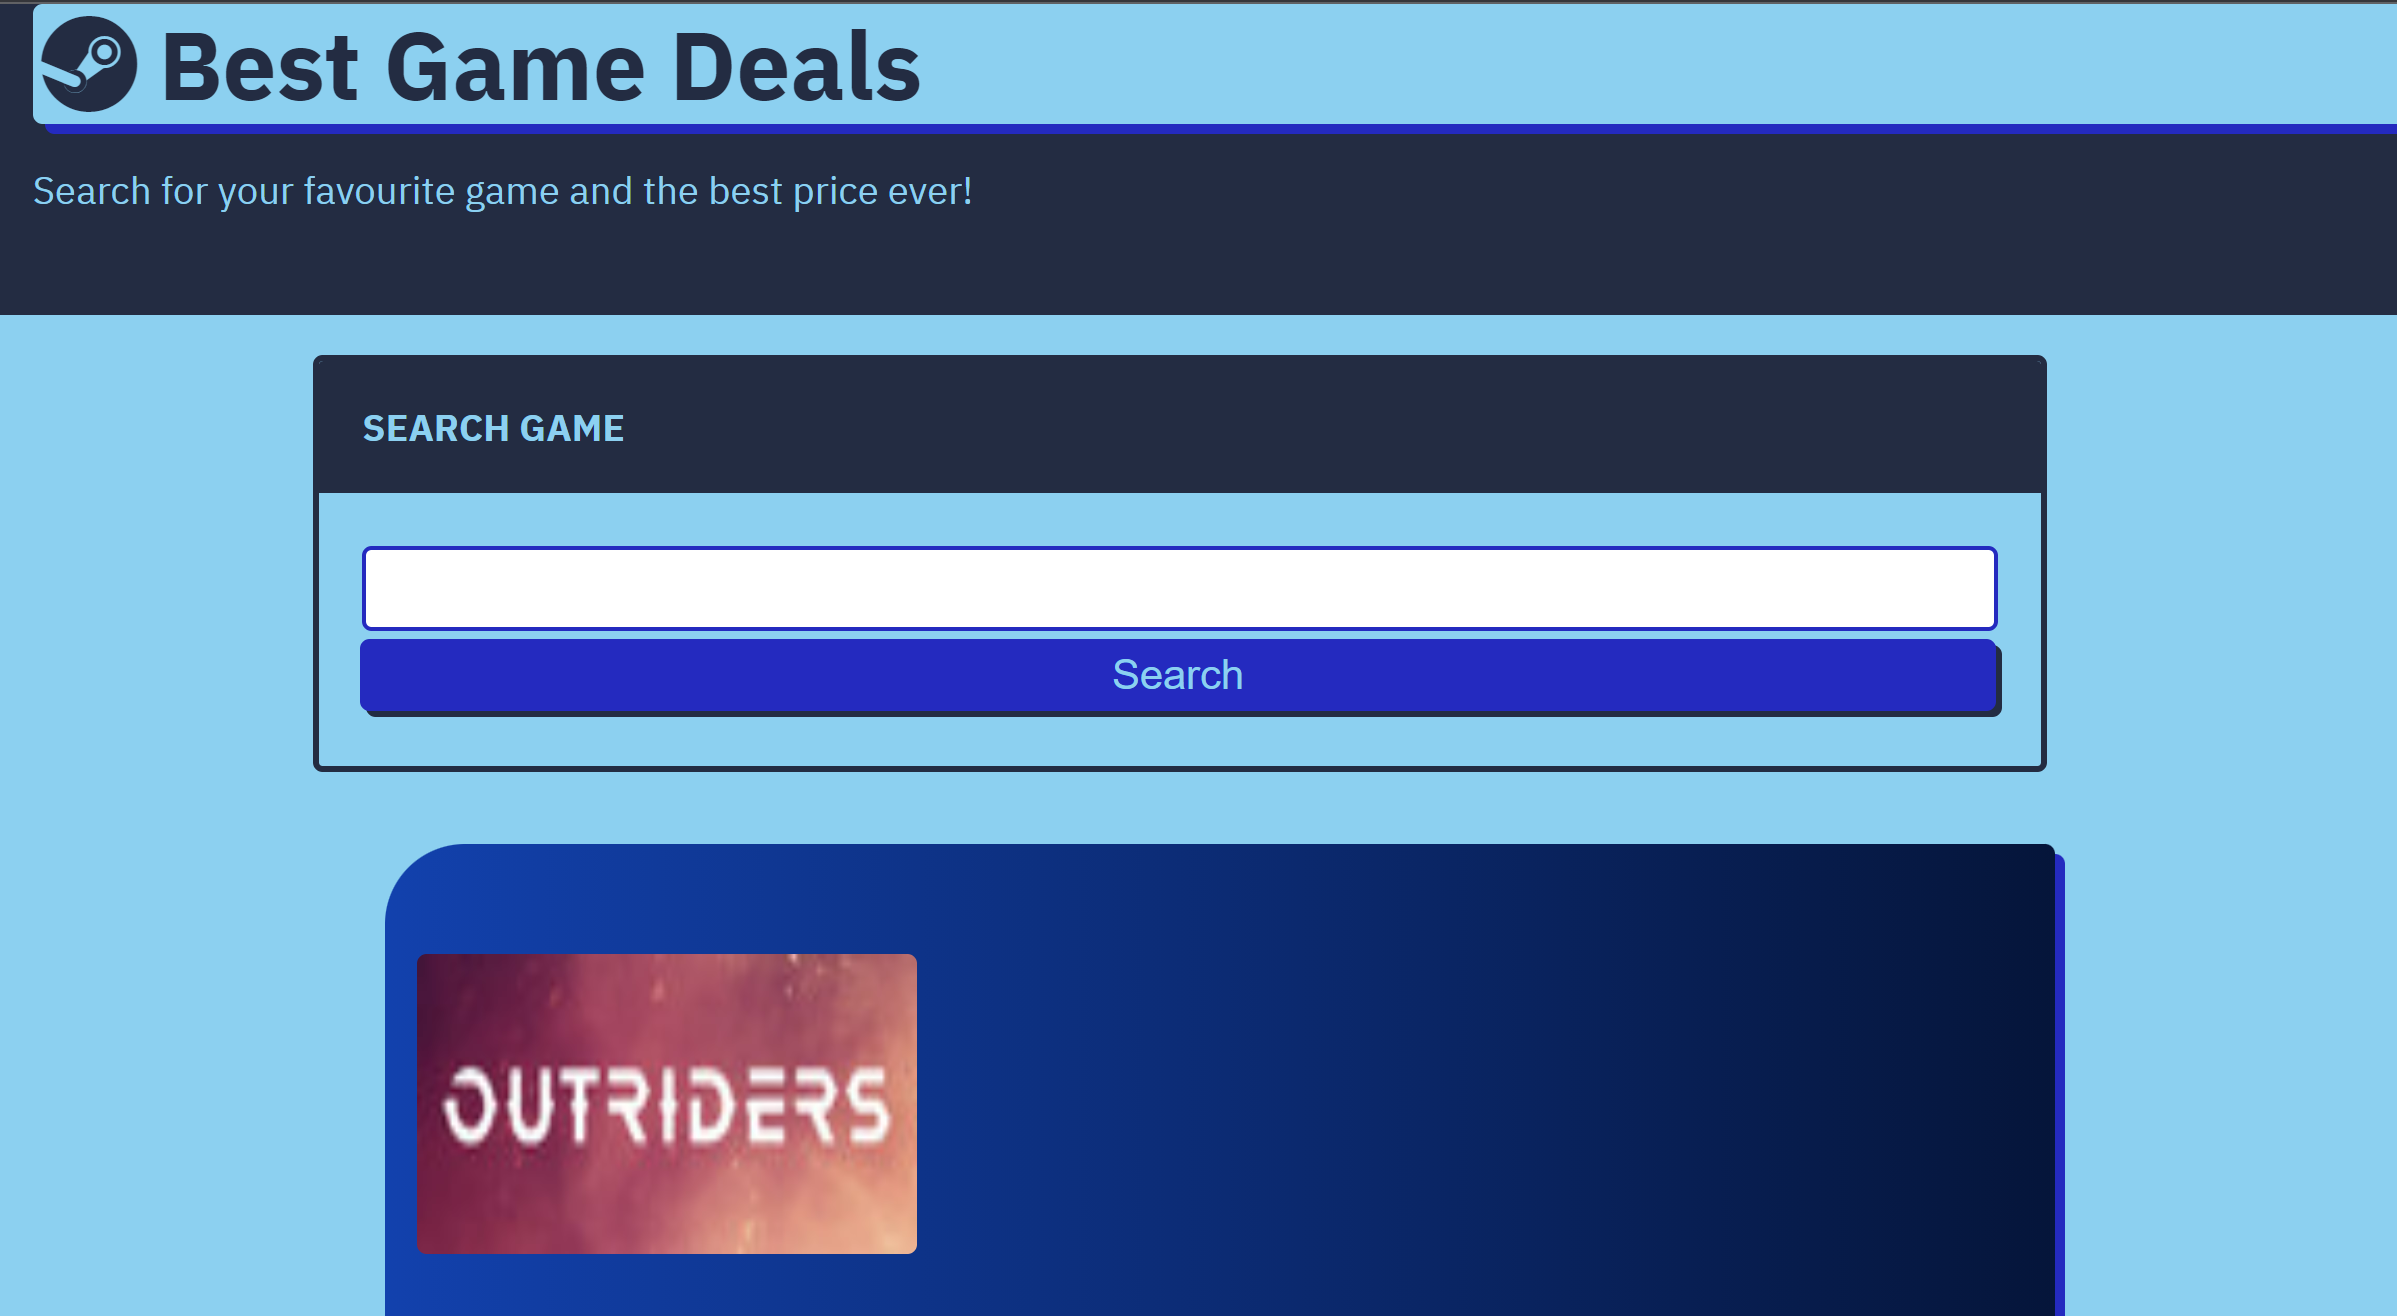 Best Game Deals
Search for your favourite game and the best price ever!
SEARCH GAME
Search
OUTRIDERS